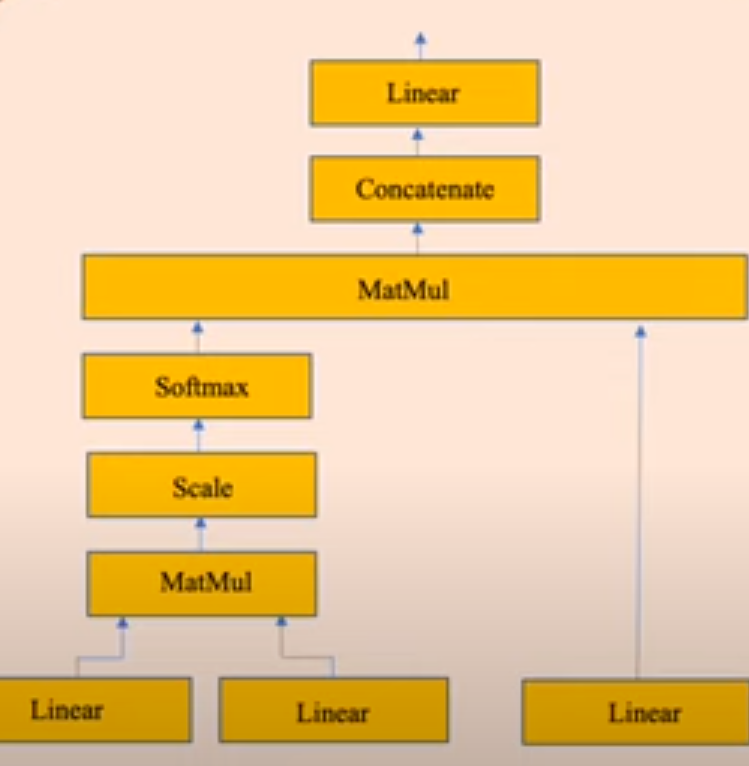 Linear
Concatenate
MatMul
Softmax
Scale
MatMul
Linear
Linear
Linear